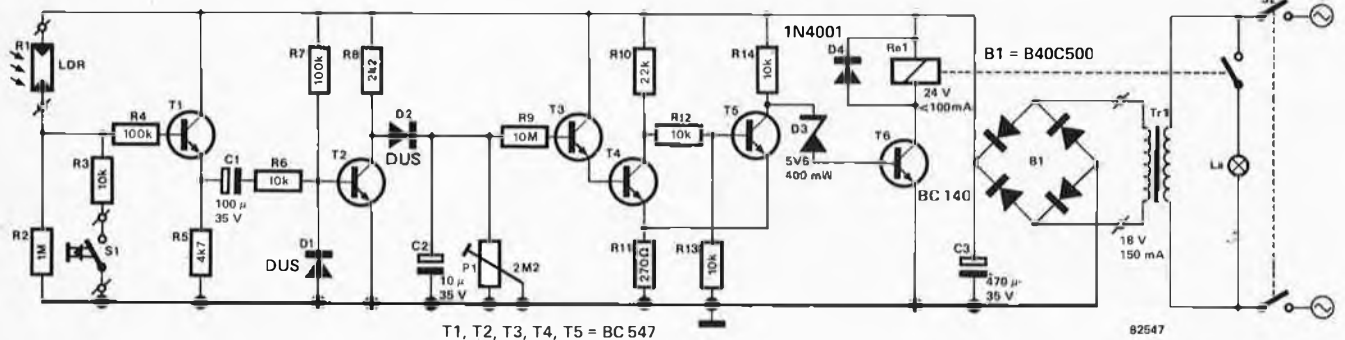 R1
LDR
R2
1M
R3
10k
S1
R4
100k
T1
C1
100 µ
35 V
R5
4k7
R6
10k
R7
100k
D1
DUS
R8
2k2
T2
D2
DUS
C2
10 µ
35 V
P1
2M2
R9
10M
T3
T4
R10
22k
R11
270Ω
R12
10k
R13
10k
R14
10k
T5
D3
5V6
400 mW
1N4001
D4
Re1
24 V
<100mA
T6
BC 140
C3
470 µ
35 V
B1 = B40C500
B1
Tr1
18 V
150 mA
La
T1, T2, T3, T4, T5 = BC 547
82547